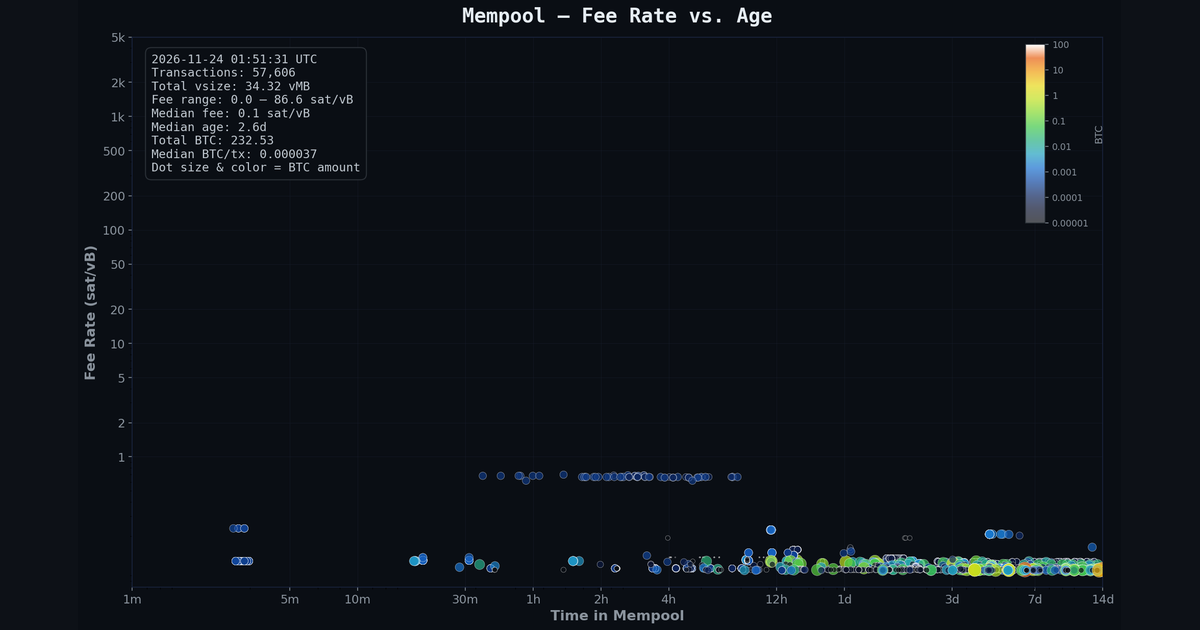 Mempool — Fee Rate vs. Age
2026-11-24 01:51:31 UTC
Transactions: 57,606
Total vsize: 34.32 vMB
Fee range: 0.0 — 86.6 sat/vB
Median fee: 0.1 sat/vB
Median age: 2.6d
Total BTC: 232.53
Median BTC/tx: 0.000037
Dot size & color = BTC amount
5k
2k
1k
500
200
100
50
20
10
5
2
1
Fee Rate (sat/vB)
100
10
1
0.1
0.01
0.001
0.0001
0.00001
BTC
1m 5m 10m 30m 1h 2h 4h 12h 1d 3d 7d 14d
Time in Mempool